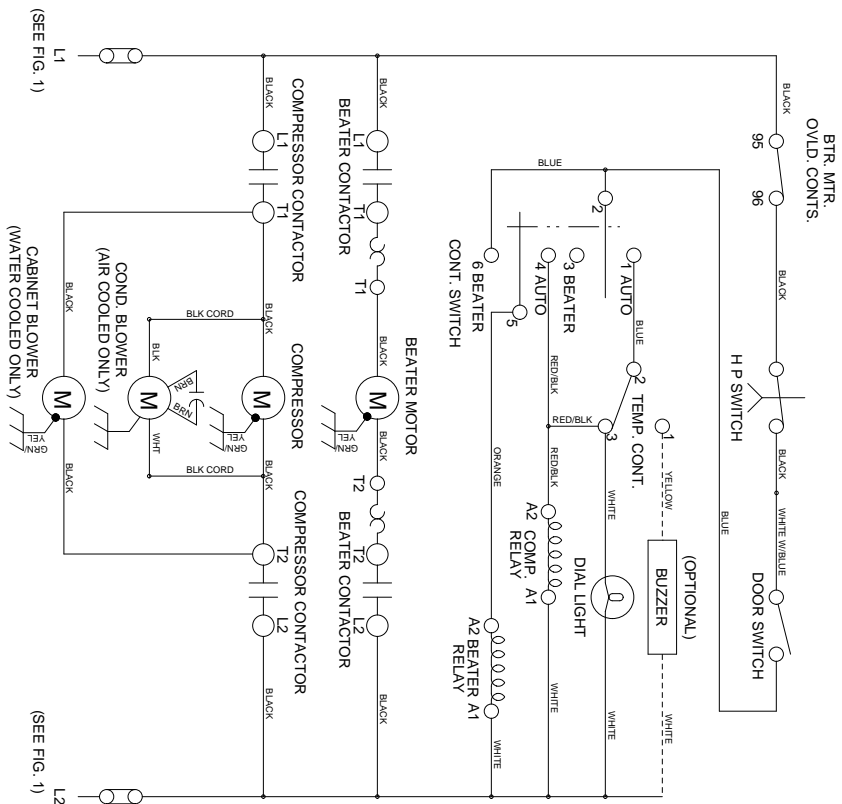 L1
(SEE FIG. 1)
L2
(SEE FIG. 1)
BLACK
BTR. MTR.
OVLD. CONTS.
95
96
BLACK
H P SWITCH
BLACK
WHITE W/BLUE
DOOR SWITCH
BLUE
BLUE
2
1 AUTO
3 BEATER
4 AUTO
5
6 BEATER
CONT. SWITCH
BLUE
2
TEMP. CONT.
3
1
YELLOW
(OPTIONAL)
BUZZER
WHITE
RED/BLK
RED/BLK
WHITE
DIAL LIGHT
WHITE
RED/BLK
A2 COMP. A1
RELAY
WHITE
ORANGE
A2 BEATER A1
RELAY
WHITE
BLACK
L1
BEATER CONTACTOR
T1
T1
BLACK
BEATER MOTOR
M
GRN/
YEL
BLACK
T2
T2
BEATER CONTACTOR
L2
BLACK
BLACK
L1
COMPRESSOR CONTACTOR
T1
BLACK
COMPRESSOR
M
GRN/
YEL
BLACK
T2
COMPRESSOR CONTACTOR
L2
BLACK
BLK CORD
BLK
BRN
BRN
M
WHT
BLK CORD
COND. BLOWER
(AIR COOLED ONLY)
BLACK
M
GRN/
YEL
BLACK
CABINET BLOWER
(WATER COOLED ONLY)